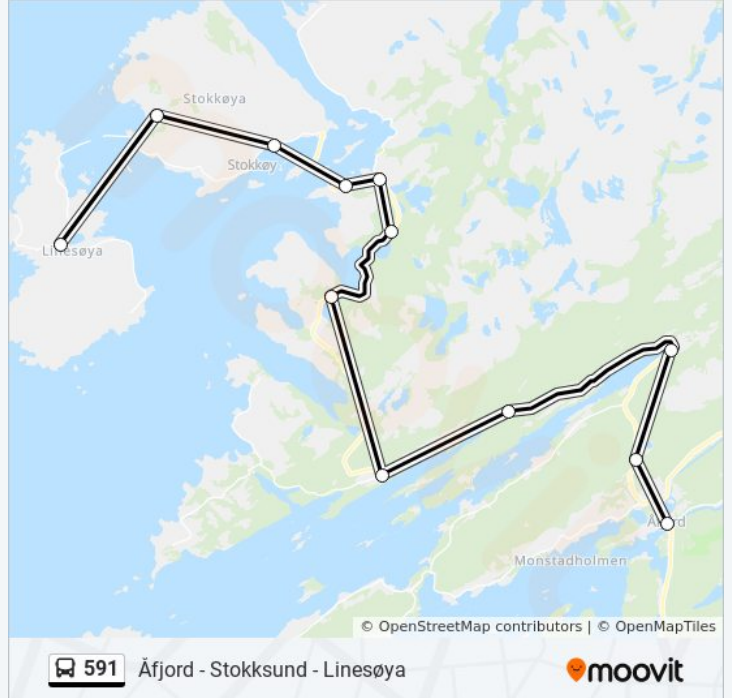 Stokkøya
Stokkøy
Linesøya
Åfjord
Monstadholmen
© OpenStreetMap contributors | © OpenMapTiles
591 Åfjord - Stokksund - Linesøya
moovit